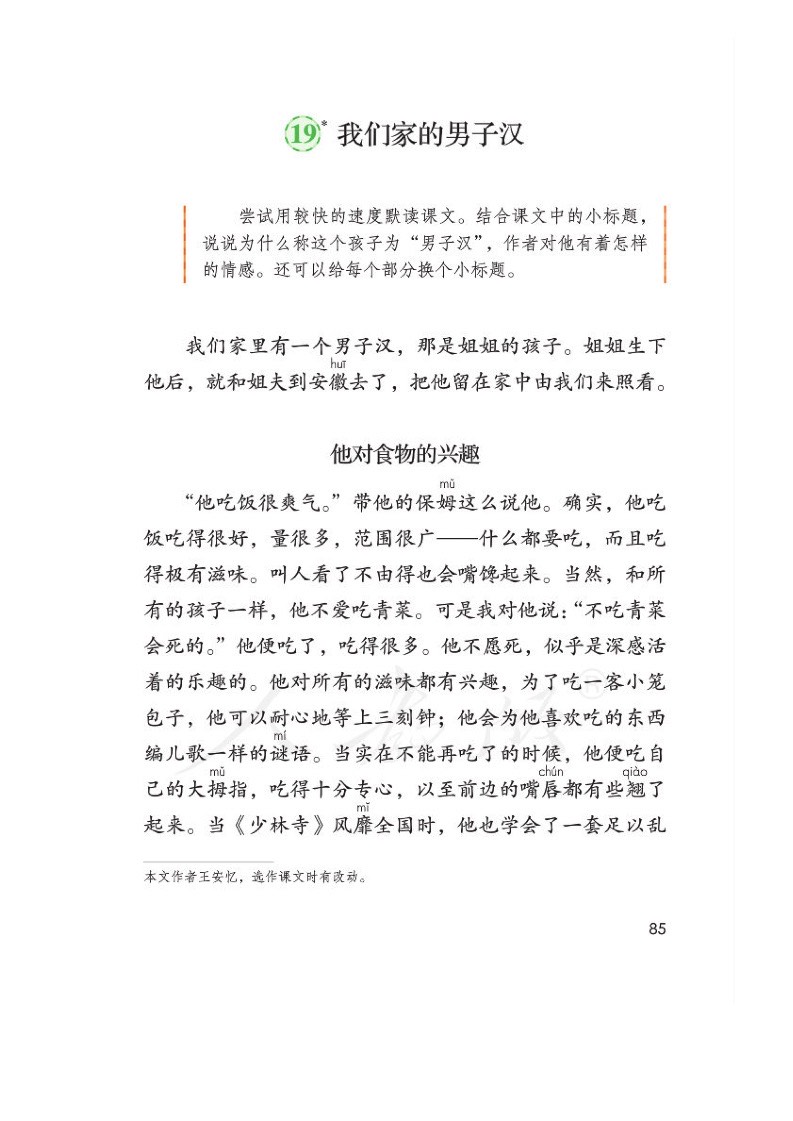 19* 我们家的男子汉
尝试用较快的速度默读课文。结合课文中的小标题，
说说为什么称这个孩子为“男子汉”，作者对他有着怎样
的情感。还可以给每个部分换个小标题。
我们家里有一个男子汉，那是姐姐的孩子。姐姐生下
huī
他后，就和姐夫到安徽去了，把他留在家中由我们来照看。
他对食物的兴趣
mǔ
“他吃饭很爽气。”带他的保姆这么说他。确实，他吃
饭吃得很好，量很多，范围很广——什么都要吃，而且吃
得极有滋味。叫人看了不由得也会嘴馋起来。当然，和所
有的孩子一样，他不爱吃青菜。可是我对他说：“不吃青菜
会死的。”他便吃了，吃得很多。他不愿死，似乎是深感活
着的乐趣的。他对所有的滋味都有兴趣，为了吃一客小笼
包子，他可以耐心地等上三刻钟；他会为他喜欢吃的东西
mí
编儿歌一样的谜语。当实在不能再吃了的时候，他便吃自
mǔ chún qiào
己的大拇指，吃得十分专心，以至前边的嘴唇都有些翘了
mǐ
起来。当《少林寺》风靡全国时，他也学会了一套足以乱
本文作者王安忆，选作课文时有改动。
85